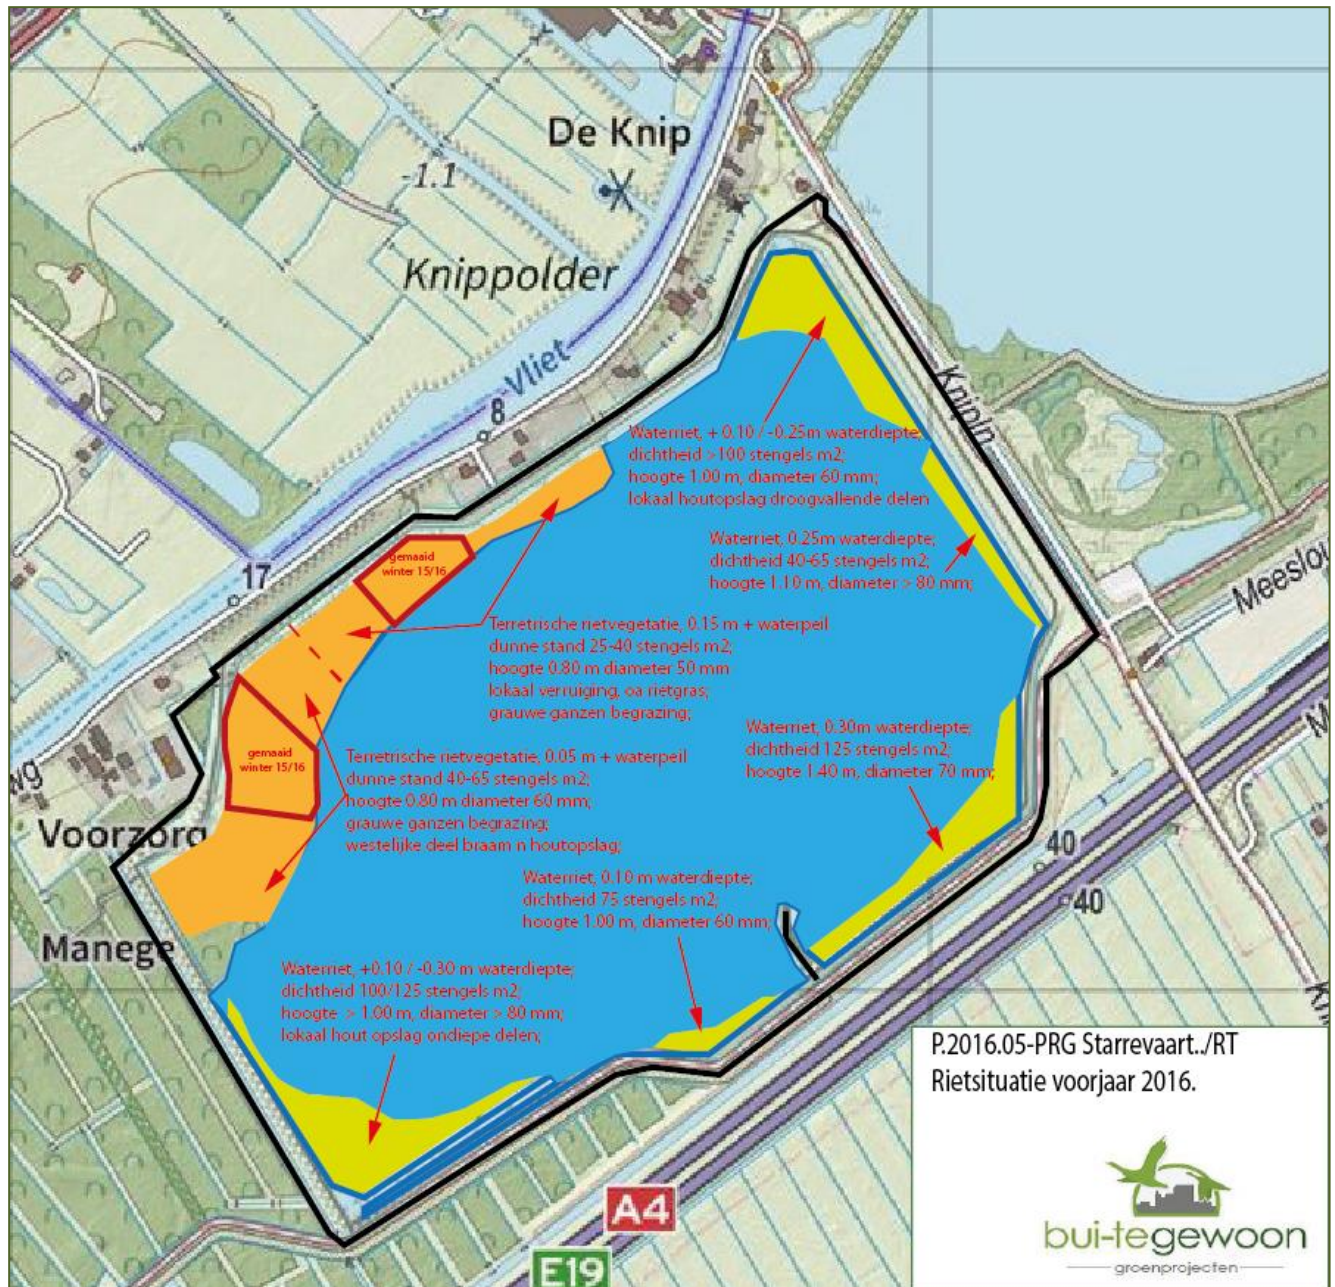 De Knip
-1.1
Knippolder
Vliet
8
Knipln
17
Waterriet, + 0.10 / -0.25m waterdiepte;
dichtheid >100 stengels m2;
hoogte 1.00 m, diameter 60 mm;
lokaal houtopslag droogvallende delen
Waterriet, 0.25m waterdiepte;
dichtheid 40-65 stengels m2;
hoogte 1.10 m, diameter > 80 mm;
gemaaid
winter 15/16
Terretrische rietvegetatie, 0.15 m + waterpeil
dunne stand 25-40 stengels m2;
hoogte 0.80 m diameter 50 mm
lokaal verruiging, oa rietgras;
grauwe ganzen begrazing;
Meeslou
Waterriet, 0.30m waterdiepte;
dichtheid 125 stengels m2;
hoogte 1.40 m, diameter 70 mm;
gemaaid
winter 15/16
Terretrische rietvegetatie, 0.05 m + waterpeil
dunne stand 40-65 stengels m2;
hoogte 0.80 m diameter 60 mm;
grauwe ganzen begrazing;
westelijke deel braam n houtopslag;
wg
Voorzorg
40
40
Waterriet, 0.10 m waterdiepte;
dichtheid 75 stengels m2;
hoogte 1.00 m, diameter 60 mm;
Manege
Waterriet, +0.10 / -0.30 m waterdiepte;
dichtheid 100/125 stengels m2;
hoogte > 1.00 m, diameter > 80 mm;
lokaal hout opslag ondiepe delen;
P.2016.05-PRG Starrevaart../RT
Rietsituatie voorjaar 2016.
A4
E19
bui-tegewoon
groenprojecten